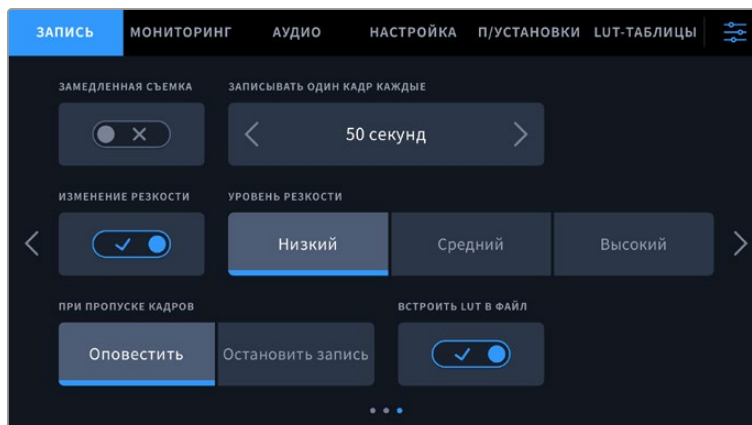 ЗАПИСЬ МОНИТОРИНГ АУДИО НАСТРОЙКА П/УСТАНОВКИ LUT-ТАБЛИЦЫ
ЗАМЕДЛЕННАЯ СЪЕМКА ЗАПИСЫВАТЬ ОДИН КАДР КАЖДЫЕ
50 секунд
ИЗМЕНЕНИЕ РЕЗКОСТИ УРОВЕНЬ РЕЗКОСТИ
Низкий Средний Высокий
ПРИ ПРОПУСКЕ КАДРОВ ВСТРОИТЬ LUT В ФАЙЛ
Оповестить Остановить запись